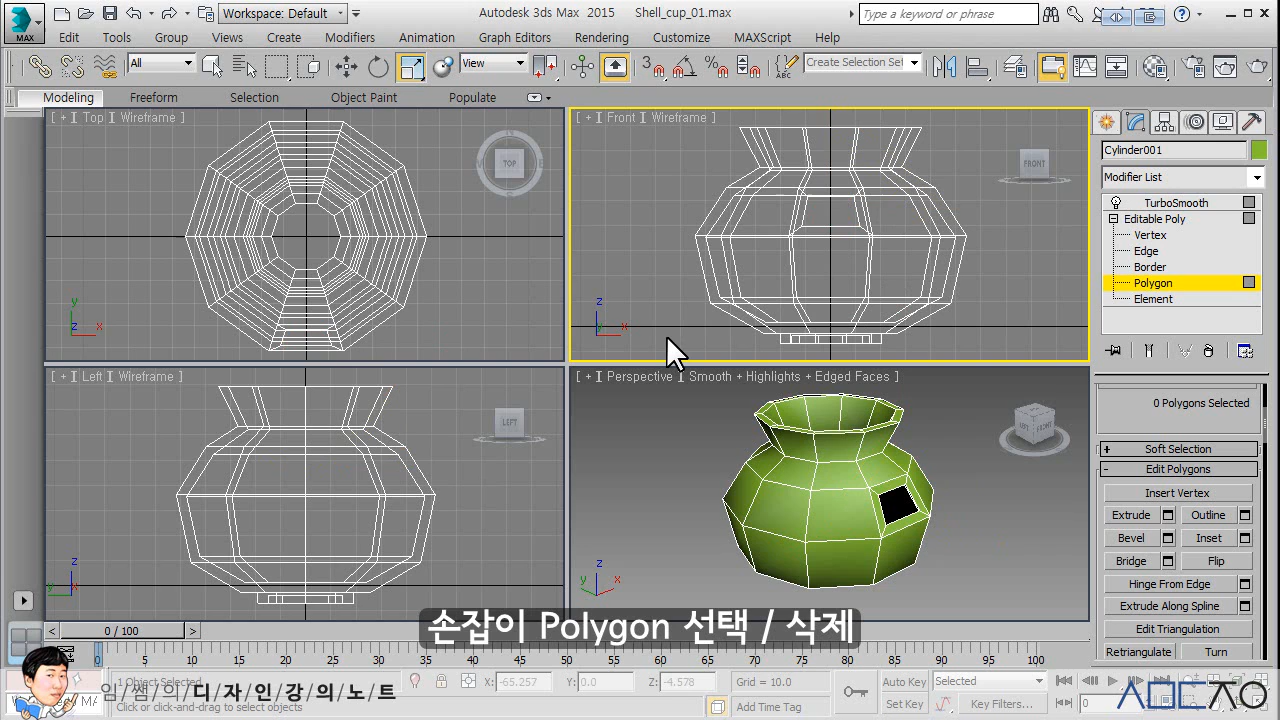 Workspace: Default
Autodesk 3ds Max 2015 Shell_cup_01.max
Type a keyword or phrase
MAX
Edit Tools Group Views Create Modifiers Animation Graph Editors Rendering Customize MAXScript Help
All
View
Create Selection Set
Modeling Freeform Selection Object Paint Populate
[ + ] Top ] Wireframe ]
TOP
[ + ] Front ] Wireframe ]
FRONT
[ + ] Left ] Wireframe ]
LEFT
[ + ] Perspective ] Smooth + Highlights + Edged Faces ]
Cylinder001
Modifier List
TurboSmooth
Editable Poly
Vertex
Edge
Border
Polygon
Element
0 Polygons Selected
+ Soft Selection
- Edit Polygons
Insert Vertex
Extrude Outline
Bevel Inset
Bridge Flip
Hinge From Edge
Extrude Along Spline
Edit Triangulation
Retriangulate Turn
손잡이 Polygon 선택 / 삭제
< 0 / 100 >
0 5 10 15 20 25 30 35 40 45 50 55 60 65 70 75 80 85 90 95 100
1 Object Selected
X: -65.257 Y: 0.0 Z: -4.578 Grid = 10.0
Auto Key Selected
임/쌤/의/디/자/인/강/의/노/트
Click or click-and-drag to select objects
Add Time Tag
Set Key Key Filters... 0